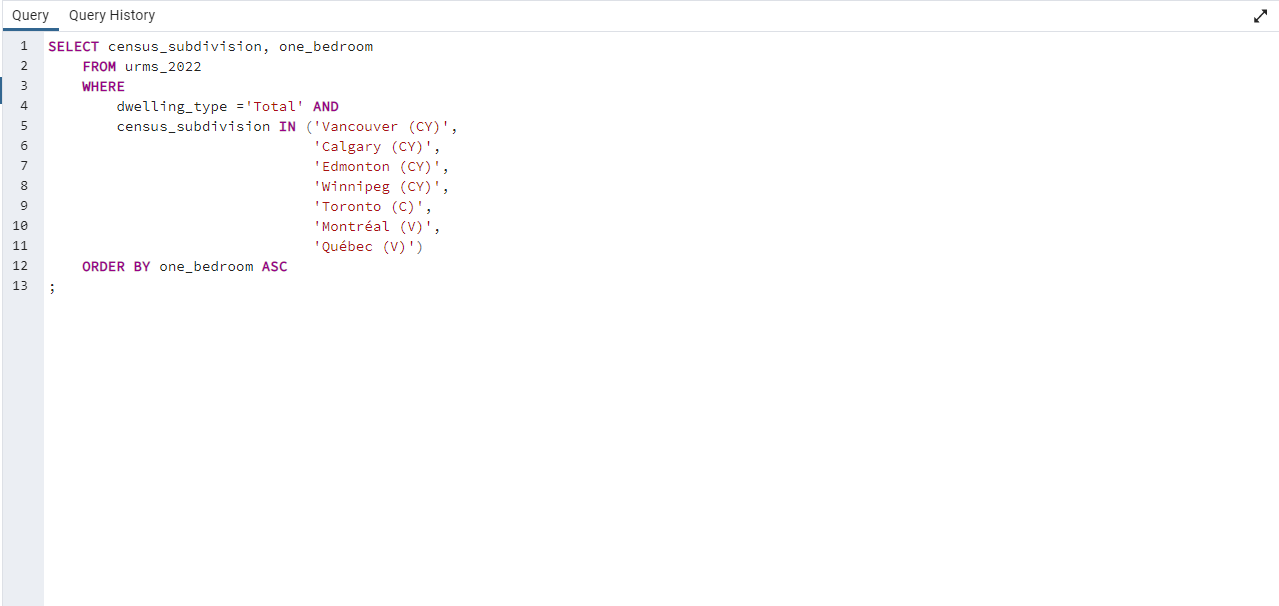 Query Query History
1 SELECT census_subdivision, one_bedroom
2 FROM urms_2022
3 WHERE
4 dwelling_type ='Total' AND
5 census_subdivision IN ('Vancouver (CY)',
6 'Calgary (CY)',
7 'Edmonton (CY)',
8 'Winnipeg (CY)',
9 'Toronto (C)',
10 'Montréal (V)',
11 'Québec (V)')
12 ORDER BY one_bedroom ASC
13 ;